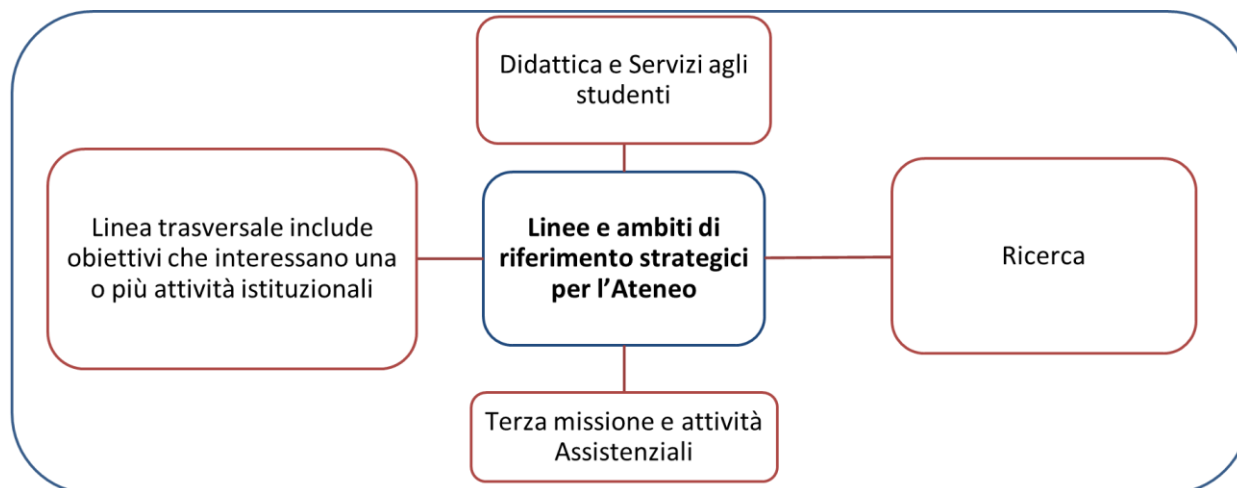 Didattica e Servizi agli
studenti
Linea trasversale include
obiettivi che interessano una
o più attività istituzionali
Linee e ambiti di
riferimento strategici
per l’Ateneo
Ricerca
Terza missione e attività
Assistenziali